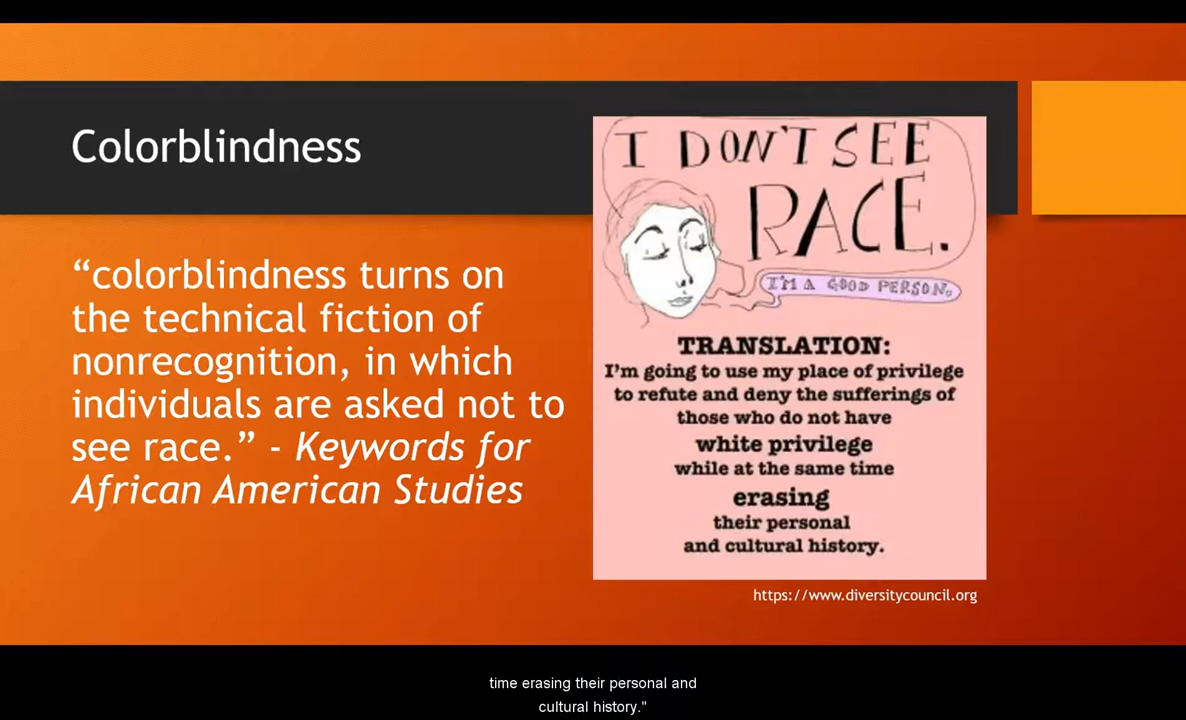 Colorblindness
“colorblindness turns on
the technical fiction of
nonrecognition, in which
individuals are asked not to
see race.” - Keywords for
African American Studies
I DON'T SEE
RACE.
I'M A GOOD PERSON.
TRANSLATION:
I'm going to use my place of privilege
to refute and deny the sufferings of
those who do not have
white privilege
while at the same time
erasing
their personal
and cultural history.
https://www.diversitycouncil.org
time erasing their personal and
cultural history."